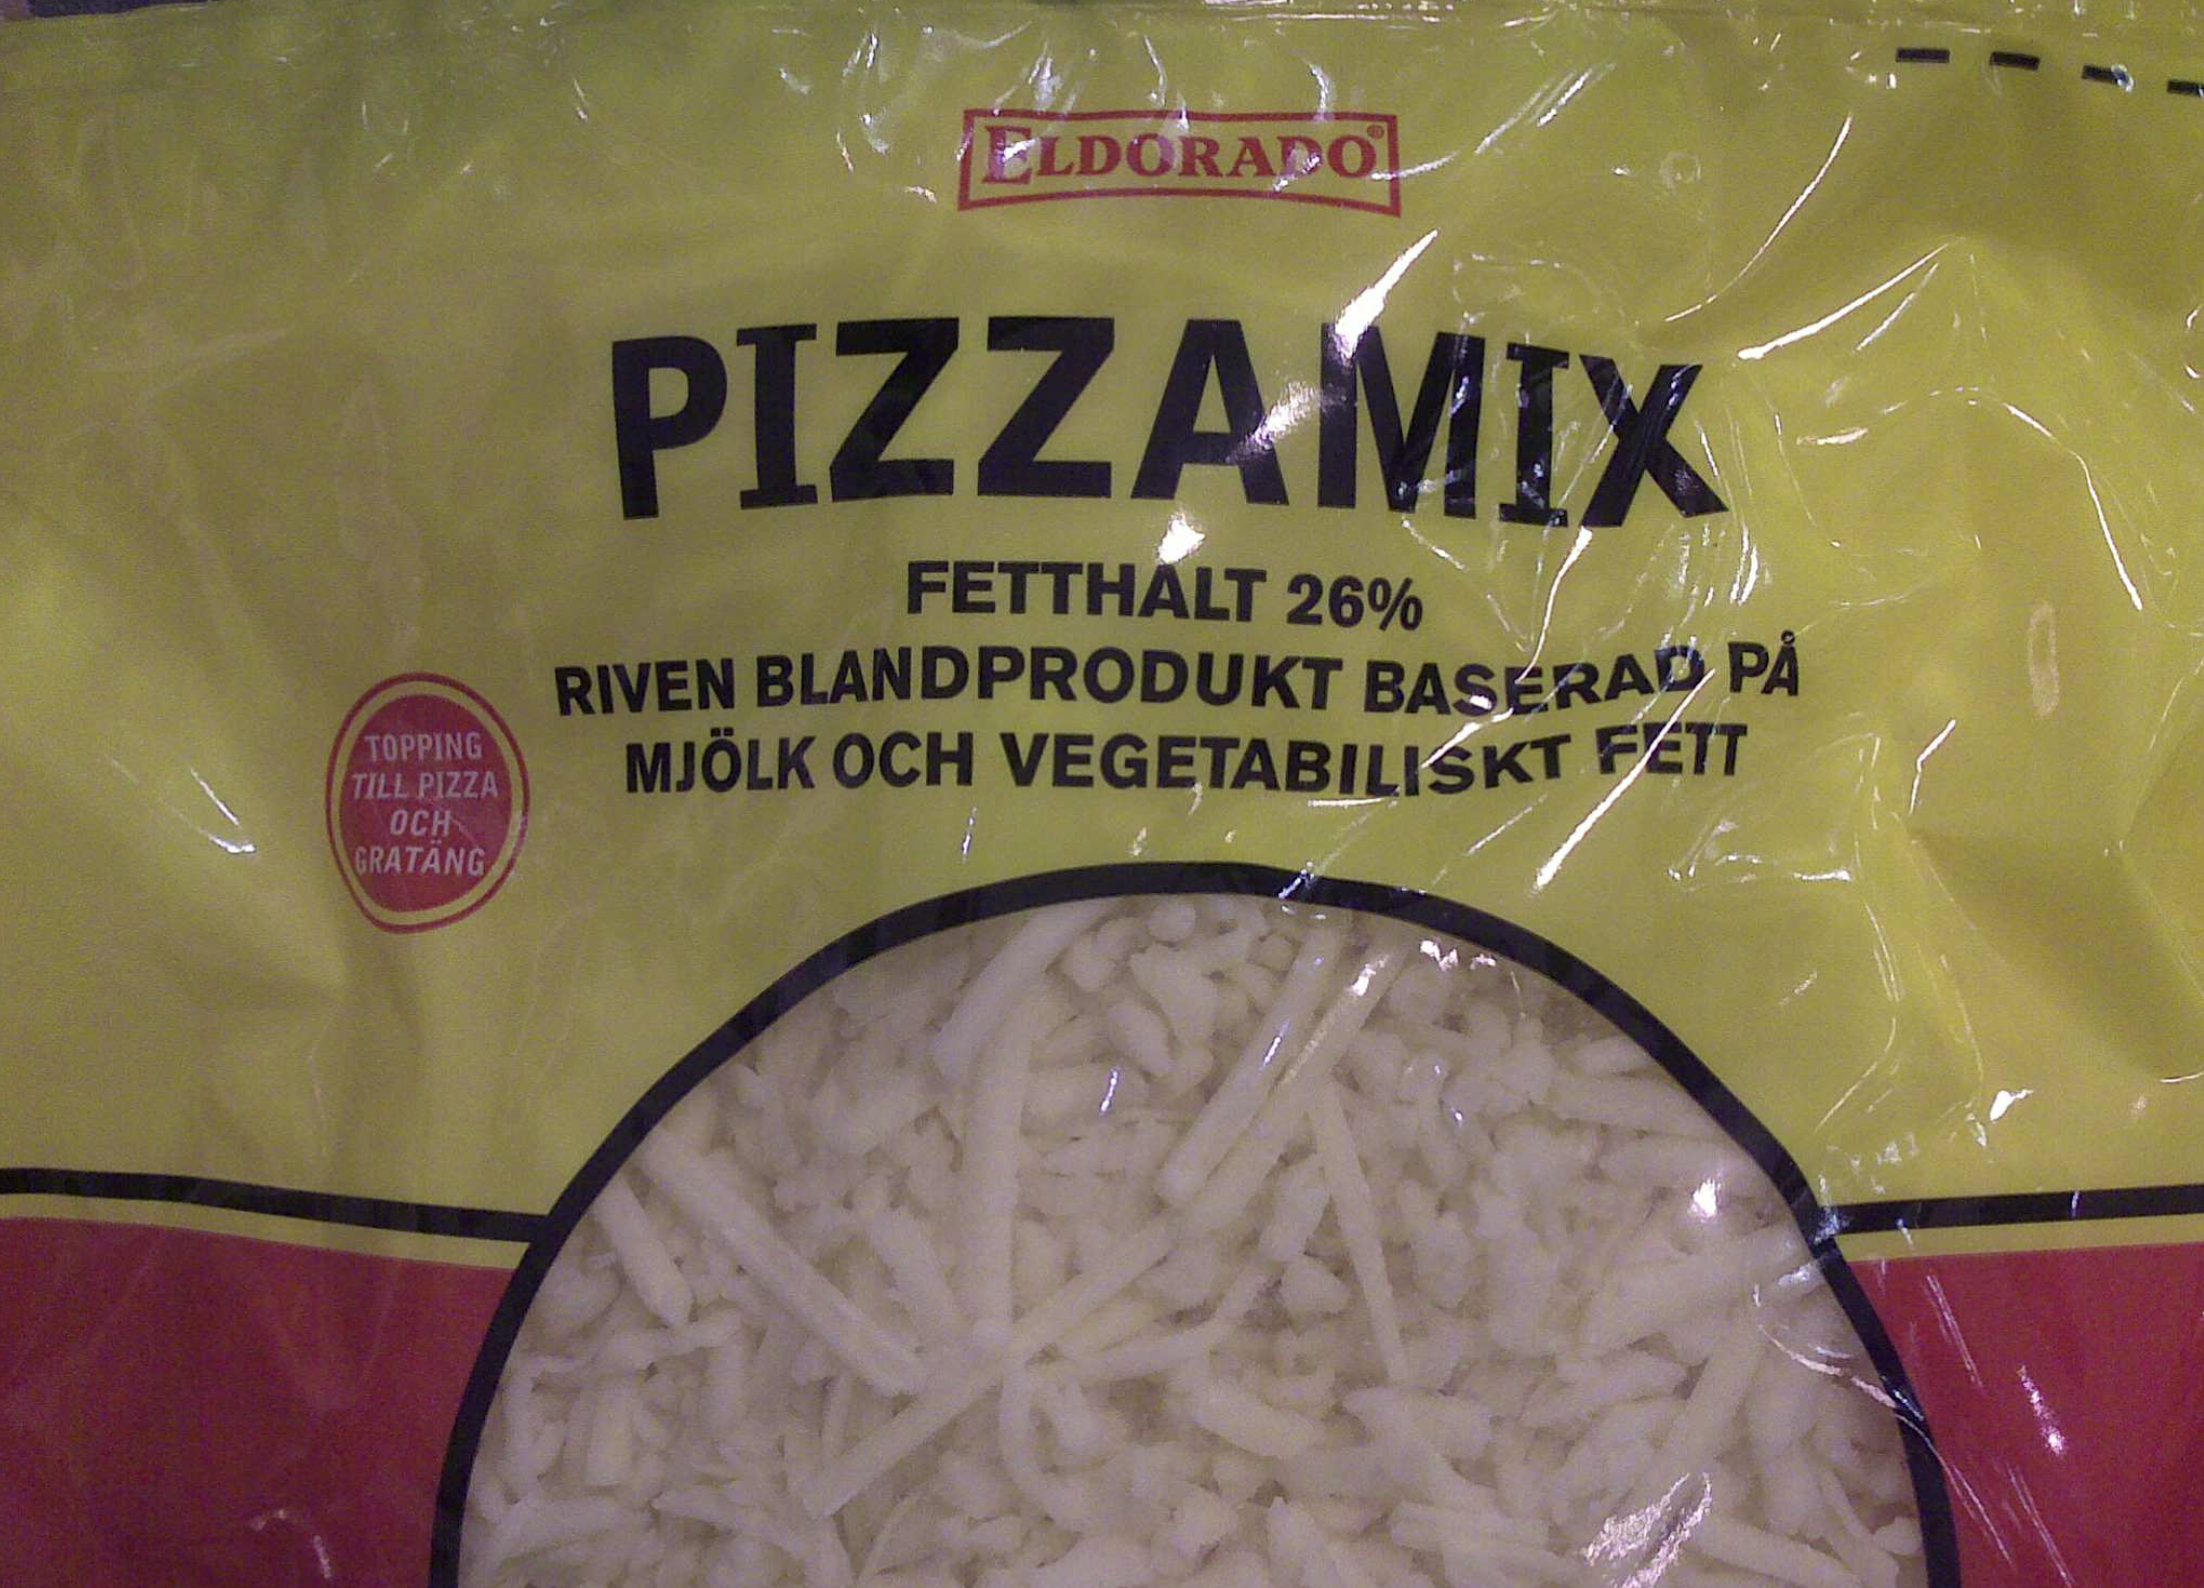 ELDORADO®
PIZZAMIX
FETTHALT 26%
RIVEN BLANDPRODUKT BASERAD PÅ
MJÖLK OCH VEGETABILISKT FETT
TOPPING
TILL PIZZA
OCH
GRATÄNG